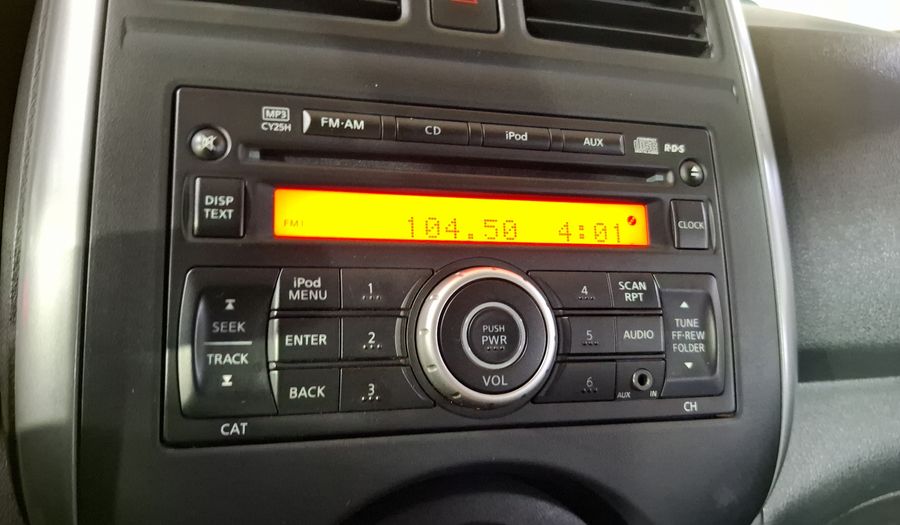 MP3
CY25H
FM·AM
CD
iPod
AUX
RDS
DISP
TEXT
FM1
104.50
4:01
CLOCK
SEEK
TRACK
CAT
iPod
MENU
1
ENTER
2
BACK
3
PUSH
PWR
VOL
4
SCAN
RPT
5
AUDIO
6
AUX
IN
TUNE
FF·REW
FOLDER
CH